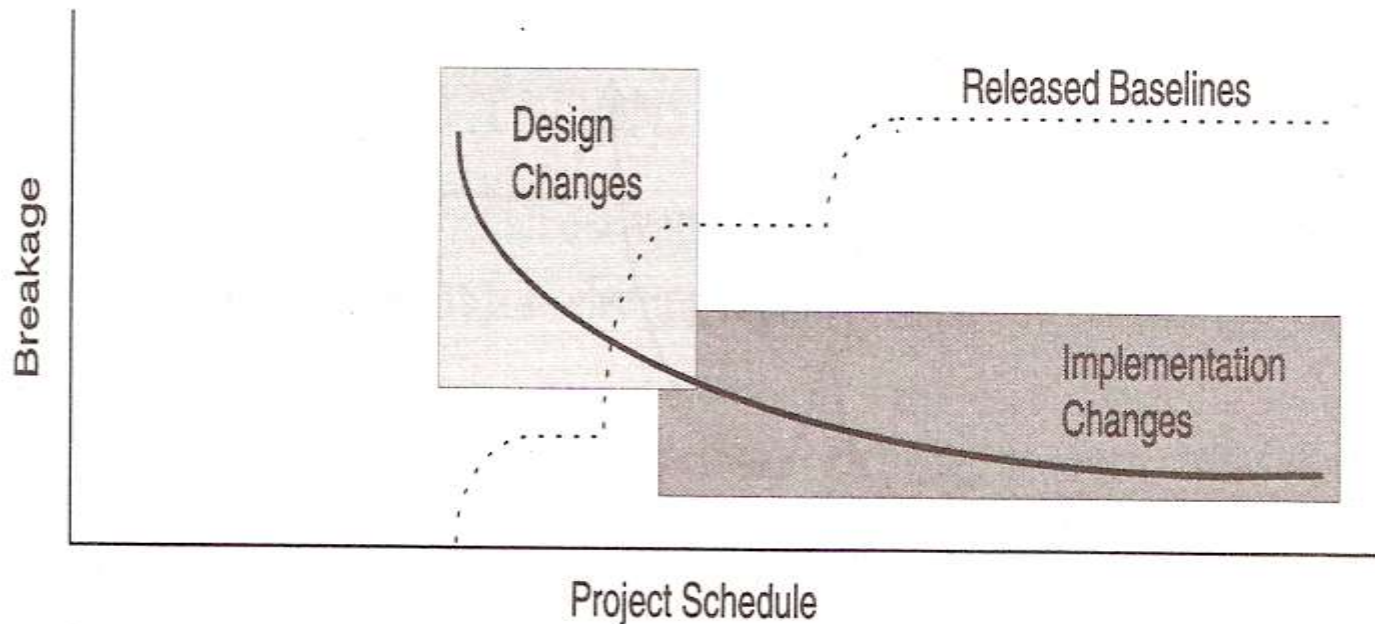 Released Baselines
Design
Changes
Breakage
Implementation
Changes
Project Schedule